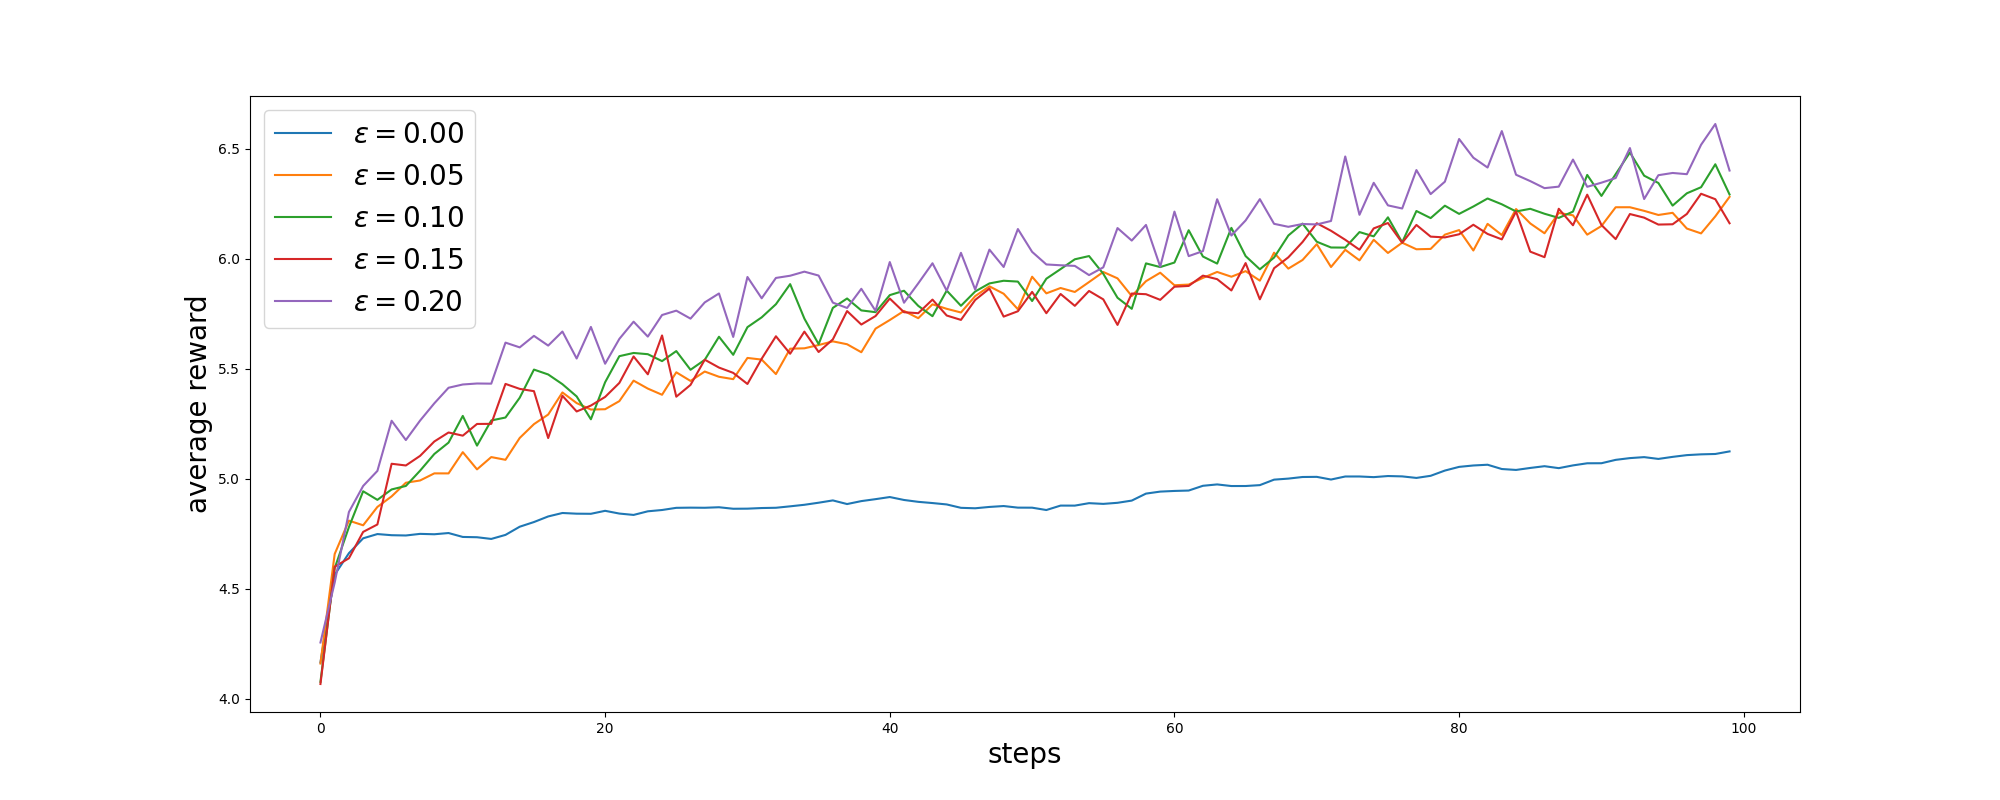 ε = 0.00
ε = 0.05
ε = 0.10
ε = 0.15
ε = 0.20
average reward
6.5
6.0
5.5
5.0
4.5
4.0
0 20 40 60 80 100
steps